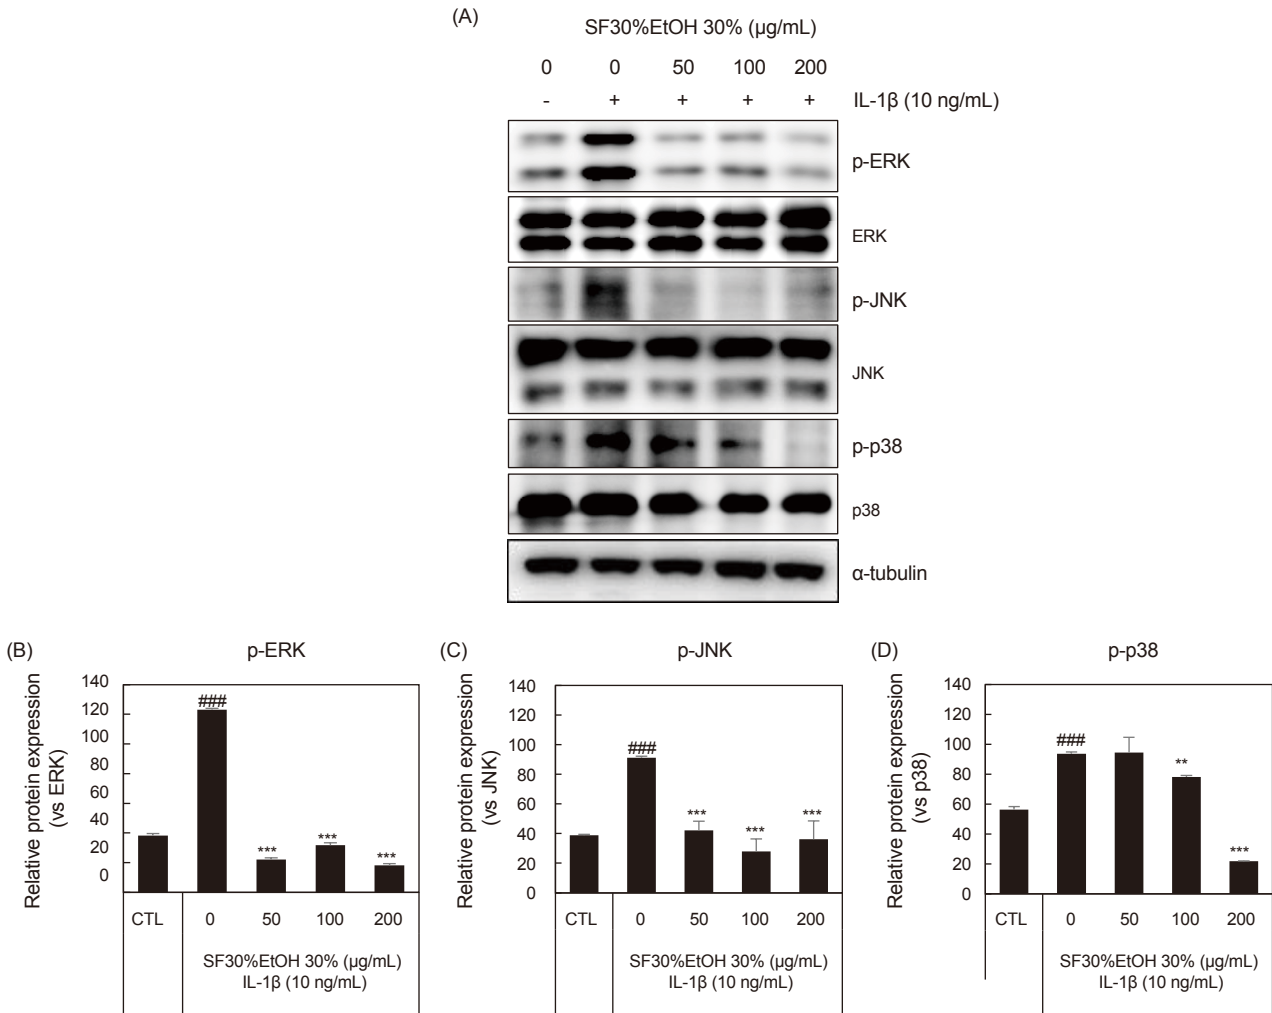 (A)
SF30%EtOH 30% (µg/mL)
0 0 50 100 200
- + + + + IL-1β (10 ng/mL)
p-ERK
ERK
p-JNK
JNK
p-p38
p38
α-tubulin
(B) p-ERK
Relative protein expression
(vs ERK)
140
120
100
80
60
40
20
0
###
***
***
***
CTL 0 50 100 200
SF30%EtOH 30% (µg/mL)
IL-1β (10 ng/mL)
(C) p-JNK
Relative protein expression
(vs JNK)
140
120
100
80
60
40
20
0
###
***
***
***
CTL 0 50 100 200
SF30%EtOH 30% (µg/mL)
IL-1β (10 ng/mL)
(D) p-p38
Relative protein expression
(vs p38)
140
120
100
80
60
40
20
0
###
**
***
CTL 0 50 100 200
SF30%EtOH 30% (µg/mL)
IL-1β (10 ng/mL)